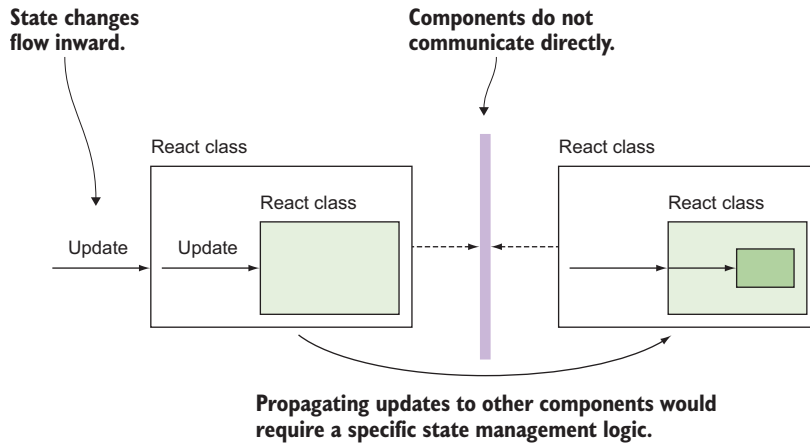 State changes
flow inward.
Components do not
communicate directly.
React class
React class
React class
React class
Update
Update
Propagating updates to other components would
require a specific state management logic.